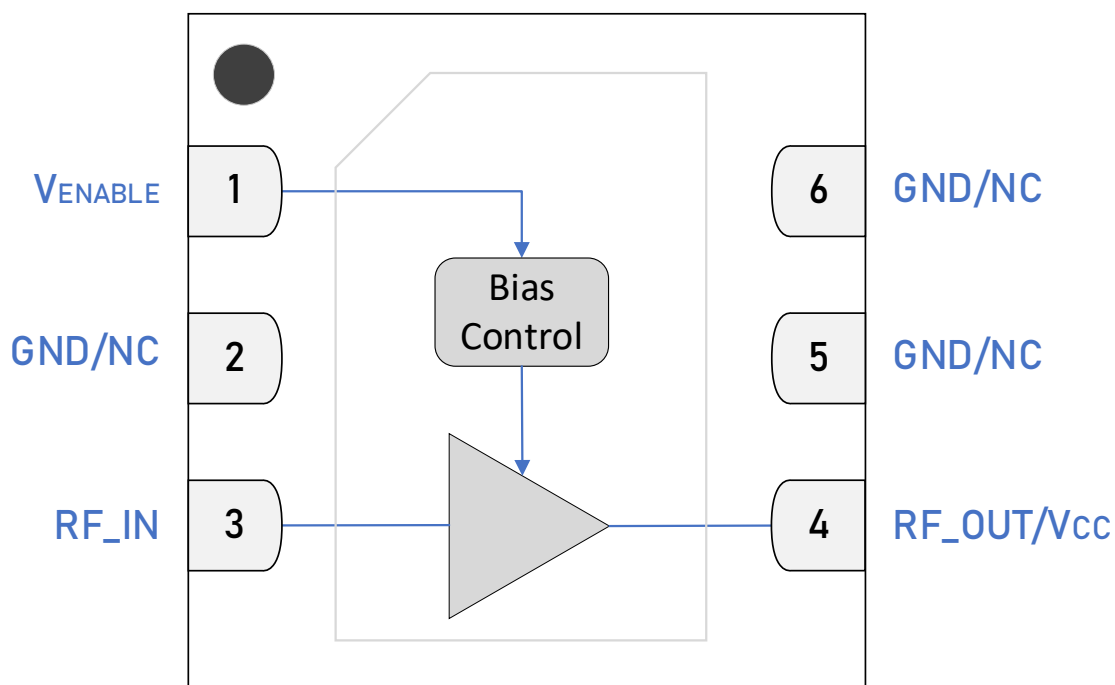 VENABLE
1
6
GND/NC
Bias
Control
GND/NC
2
5
GND/NC
RF_IN
3
4
RF_OUT/VCC